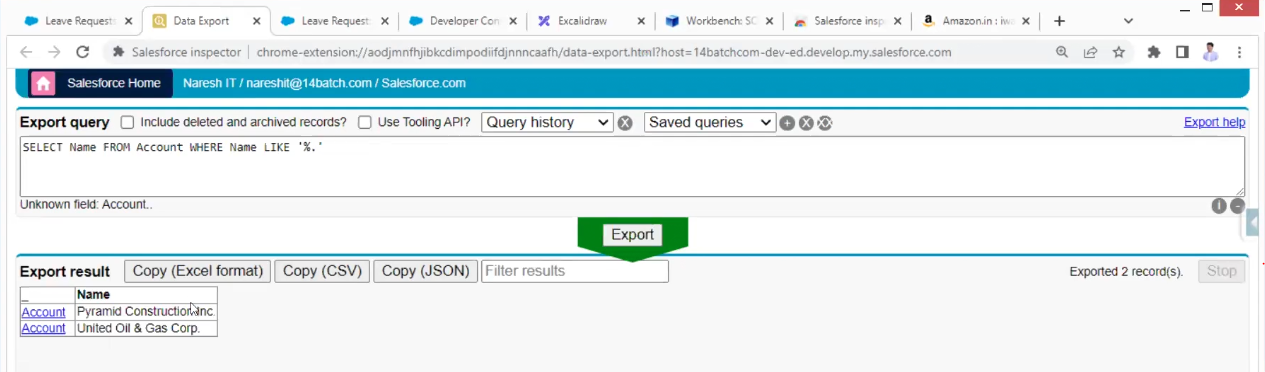 Leave Request: Data Export Leave Request: Developer Con Excalidraw Workbench: SO Salesforce insp Amazon.in : iwa
Salesforce inspector chrome-extension://aodjmnfhjibkcdimpodiifdjnnncaafh/data-export.html?host=14batchcom-dev-ed.develop.my.salesforce.com
Salesforce Home Naresh IT / nareshit@14batch.com / Salesforce.com
Export query Include deleted and archived records? Use Tooling API? Query history Saved queries Export help
SELECT Name FROM Account WHERE Name LIKE '%.'
Unknown field: Account..
Export
Export result Copy (Excel format) Copy (CSV) Copy (JSON) Filter results Exported 2 record(s). Stop
_ Name
Account Pyramid Construction Inc.
Account United Oil & Gas Corp.